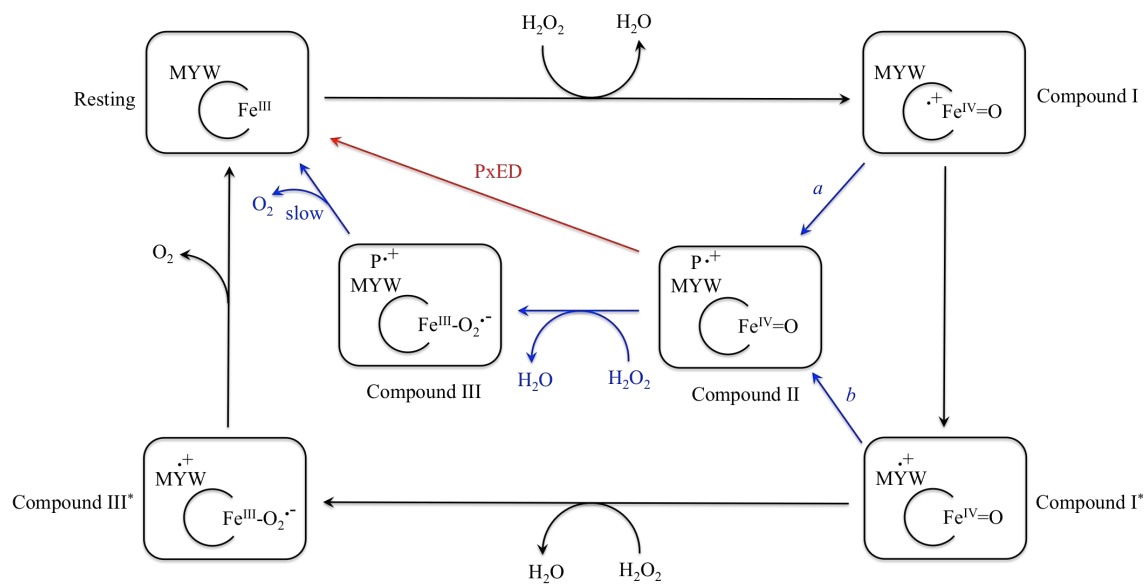 H₂O₂ H₂O
MYW
Feᴵᴵᴵ
Resting
MYW
·+Feᴵⱽ=O
Compound I
PxED
a
O₂ slow
O₂
P·+
MYW
Feᴵᴵᴵ-O₂·-
Compound III
H₂O H₂O₂
P·+
MYW
Feᴵⱽ=O
Compound II
b
·+
MYW
Feᴵᴵᴵ-O₂·-
Compound III*
H₂O H₂O₂
·+
MYW
Feᴵⱽ=O
Compound I*